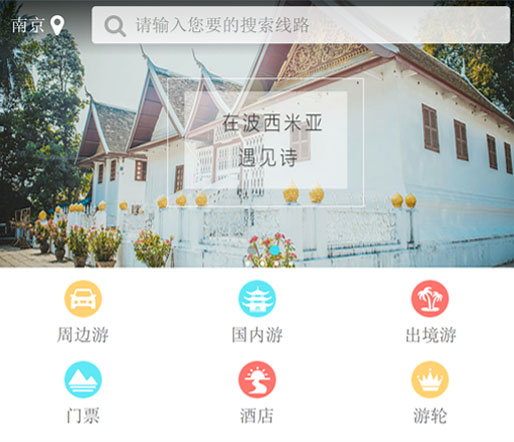 南京
请输入您要的搜索线路
在波西米亚
遇见诗
周边游
国内游
出境游
门票
酒店
游轮